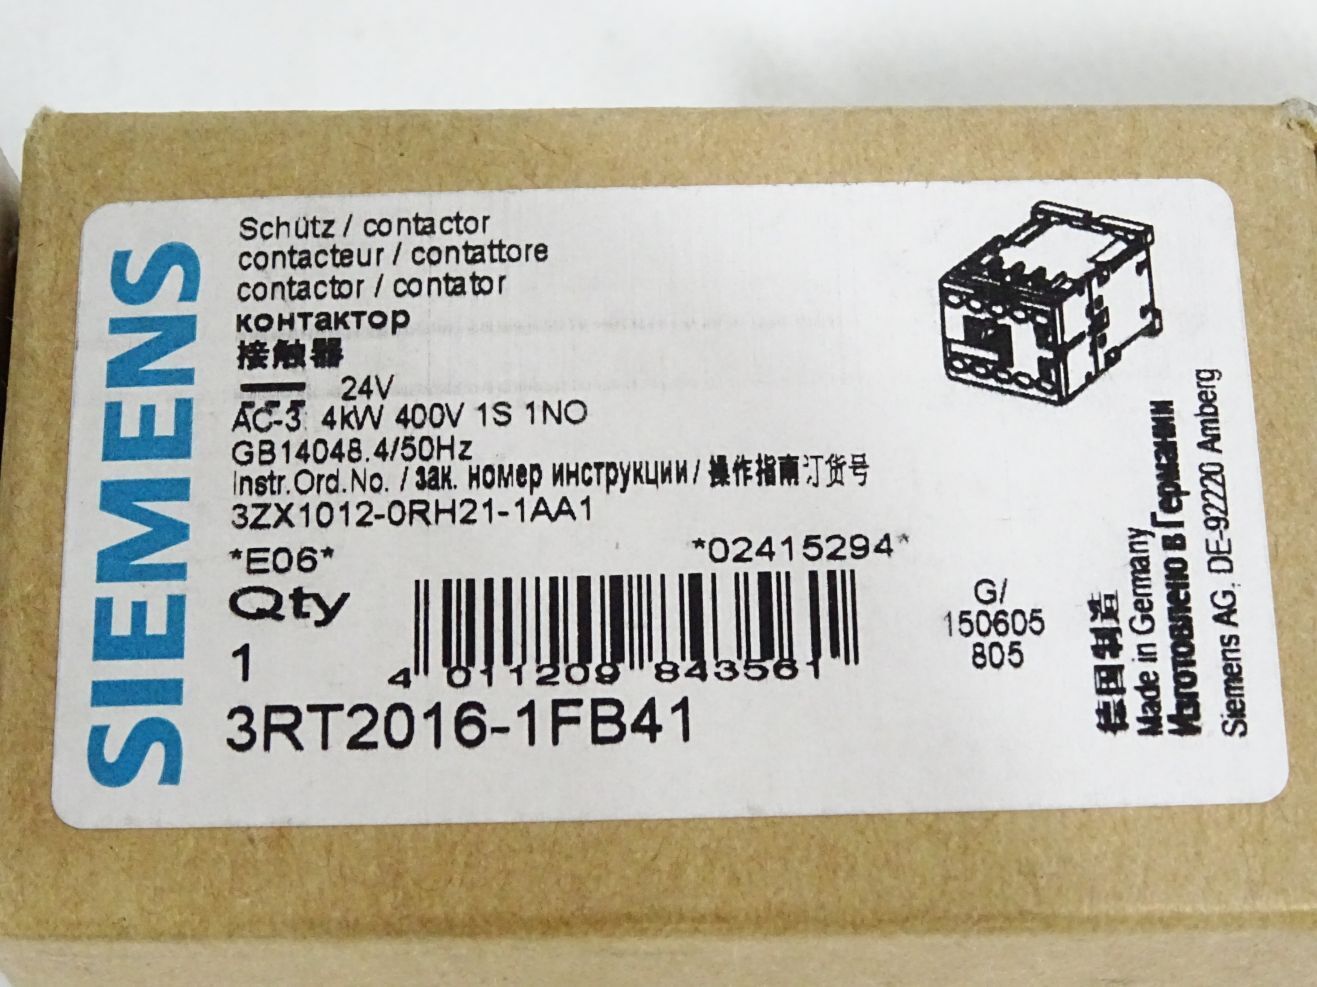 SIEMENS
Schütz / contactor
contacteur / contattore
contactor / contator
контактор
接触器
24V
AC-3 4kW 400V 1S 1NO
GB14048.4/50Hz
Instr.Ord.No. / зак. номер инструкции / 操作指南订货号
3ZX1012-0RH21-1AA1
*E06*
*02415294*
Qty
1
4 011209 843561
3RT2016-1FB41
G/
150605
805
德国制造
Made in Germany
Изготовлено в Германии
Siemens AG, DE-92220 Amberg